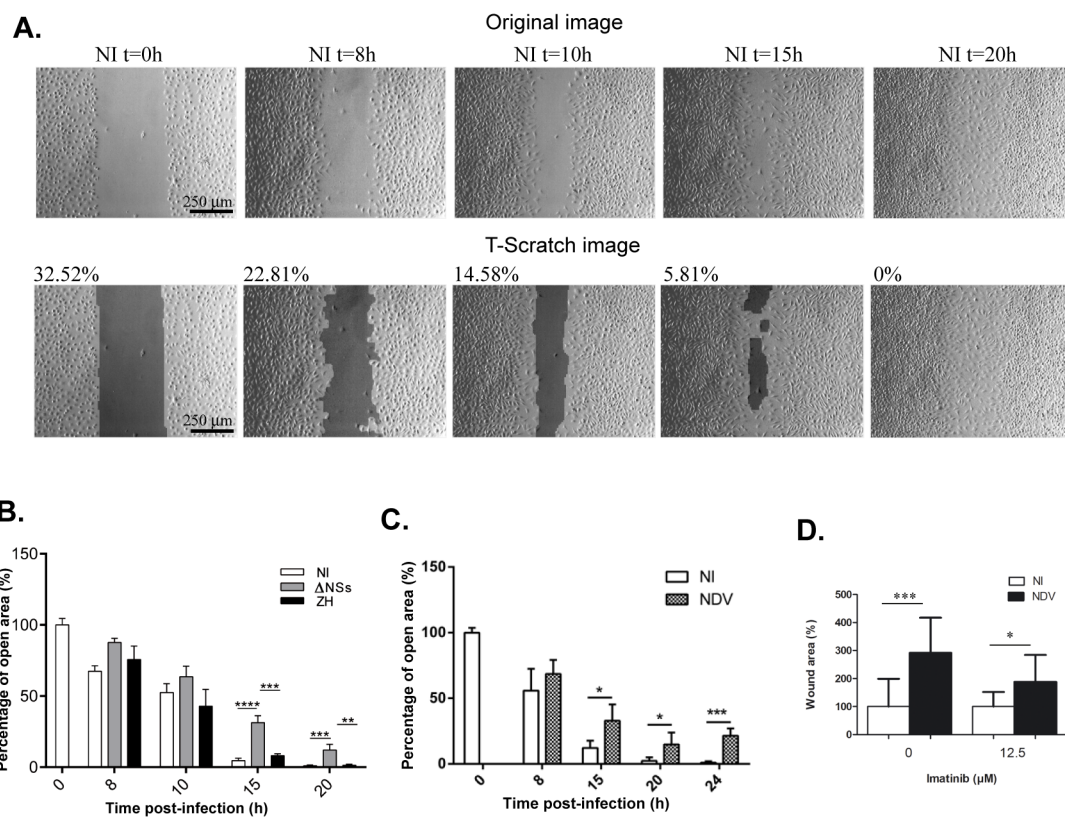 A.
Original image
NI t=0h
NI t=8h
NI t=10h
NI t=15h
NI t=20h
250 µm
T-Scratch image
32.52%
22.81%
14.58%
5.81%
0%
250 µm
B.
Percentage of open area (%)
150
100
50
0
NI
ΔNSs
ZH
****
***
***
**
0
8
10
15
20
Time post-infection (h)
C.
Percentage of open area (%)
150
100
50
0
NI
NDV
*
*
***
0
8
15
20
24
Time post-infection (h)
D.
Wound area (%)
500
400
300
200
100
0
NI
NDV
***
*
0
12.5
Imatinib (µM)